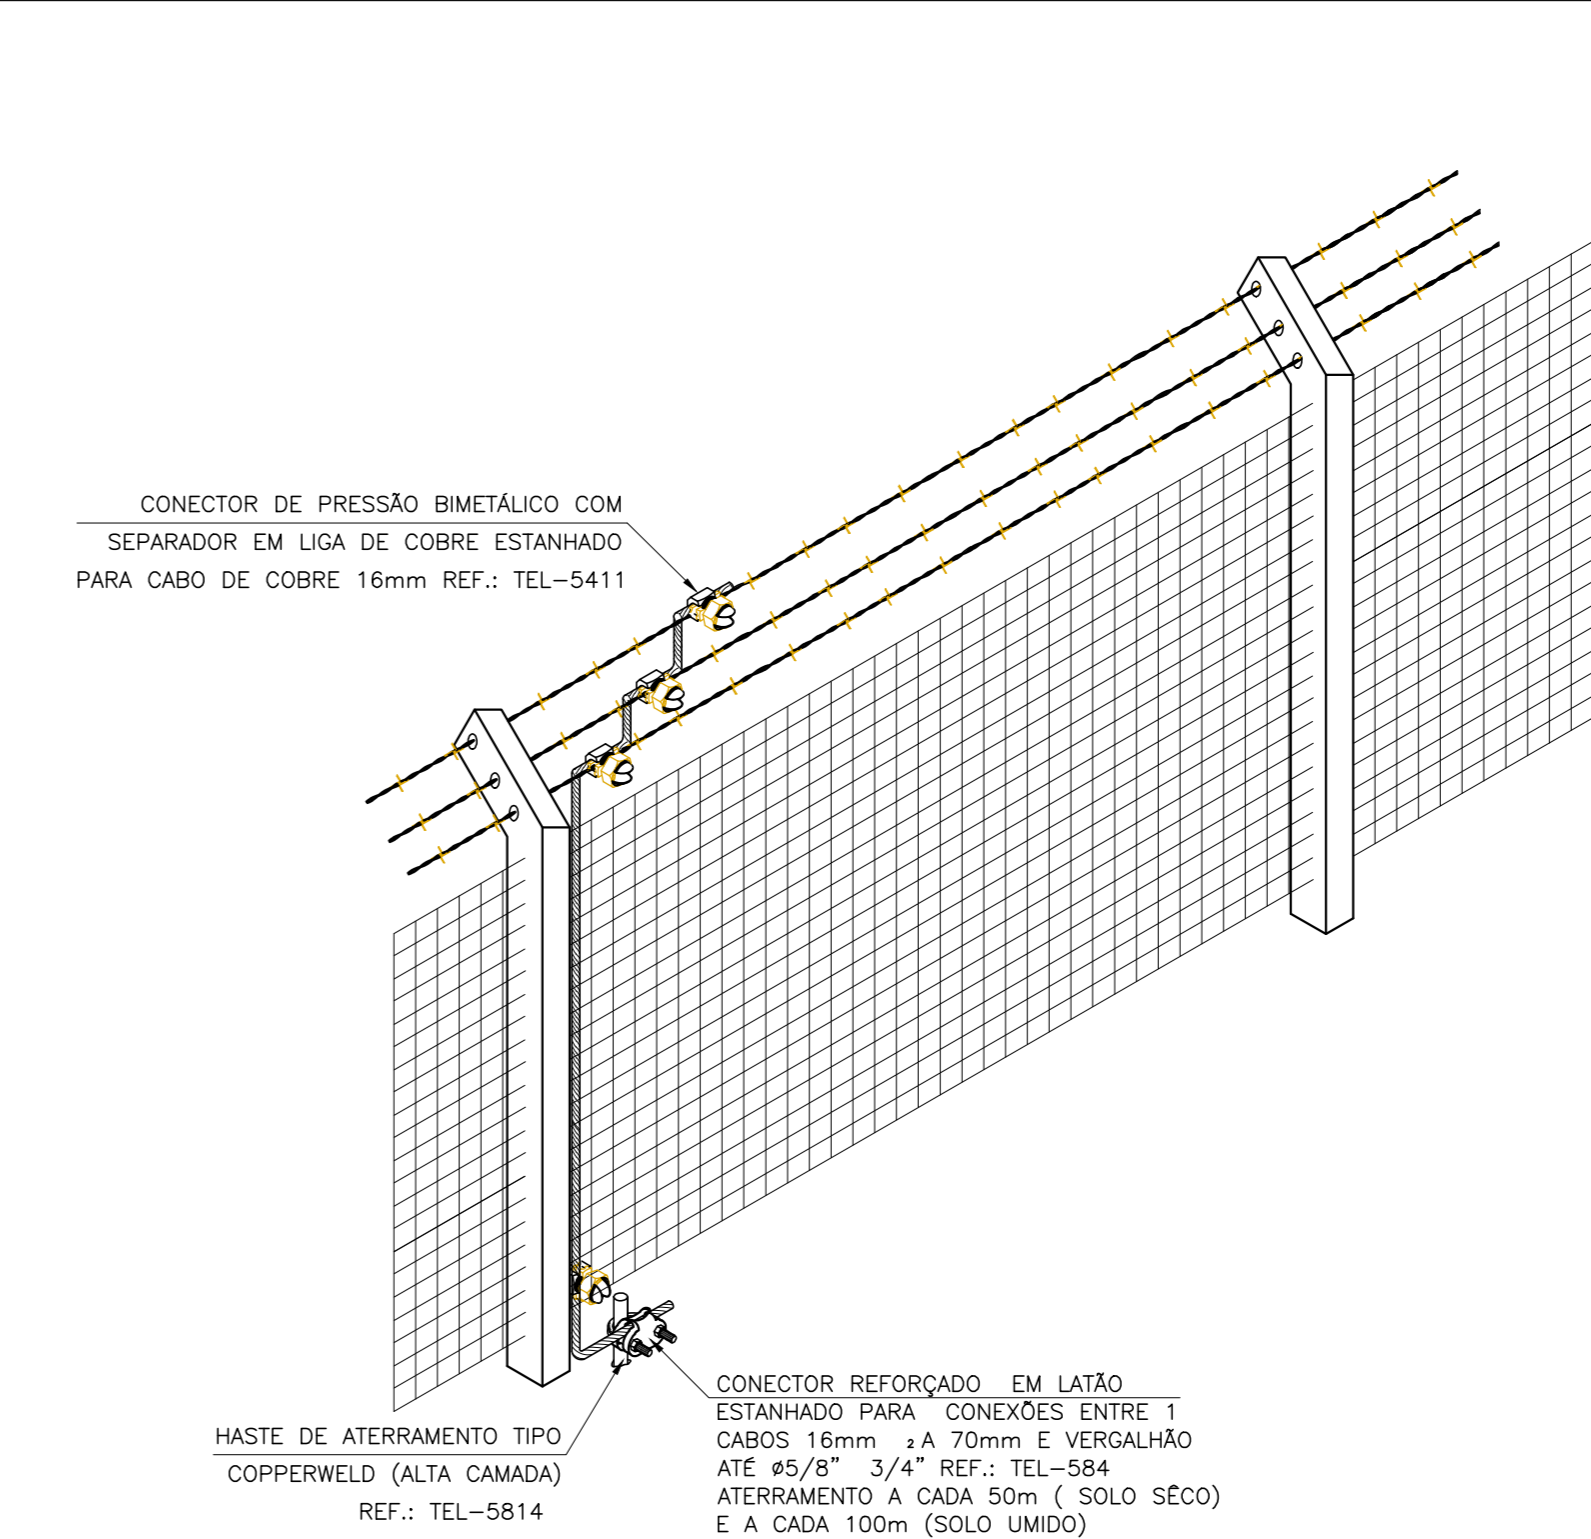 CONECTOR DE PRESSÃO BIMETÁLICO COM
SEPARADOR EM LIGA DE COBRE ESTANHADO
PARA CABO DE COBRE 16mm REF.: TEL-5411
HASTE DE ATERRAMENTO TIPO
COPPERWELD (ALTA CAMADA)
REF.: TEL-5814
CONECTOR REFORÇADO EM LATÃO
ESTANHADO PARA CONEXÕES ENTRE 1
CABOS 16mm ₂ A 70mm E VERGALHÃO
ATÉ ø5/8" 3/4" REF.: TEL-584
ATERRAMENTO A CADA 50m ( SOLO SÊCO)
E A CADA 100m (SOLO UMIDO)